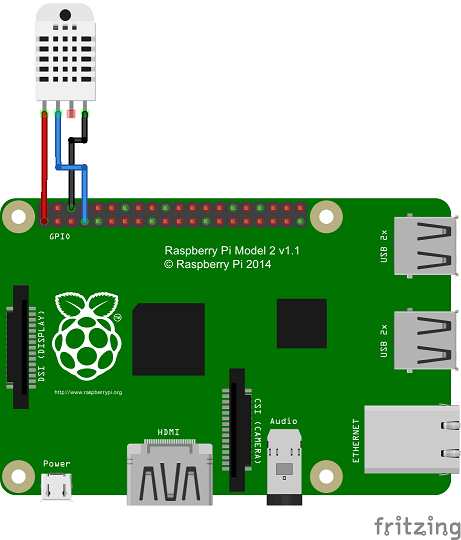 GPIO
Raspberry Pi Model 2 v1.1
© Raspberry Pi 2014
USB 2x
USB 2x
DSI (DISPLAY)
TM
http://www.raspberrypi.org
CSI (CAMERA)
Audio
HDMI
ETHERNET
Power
fritzing